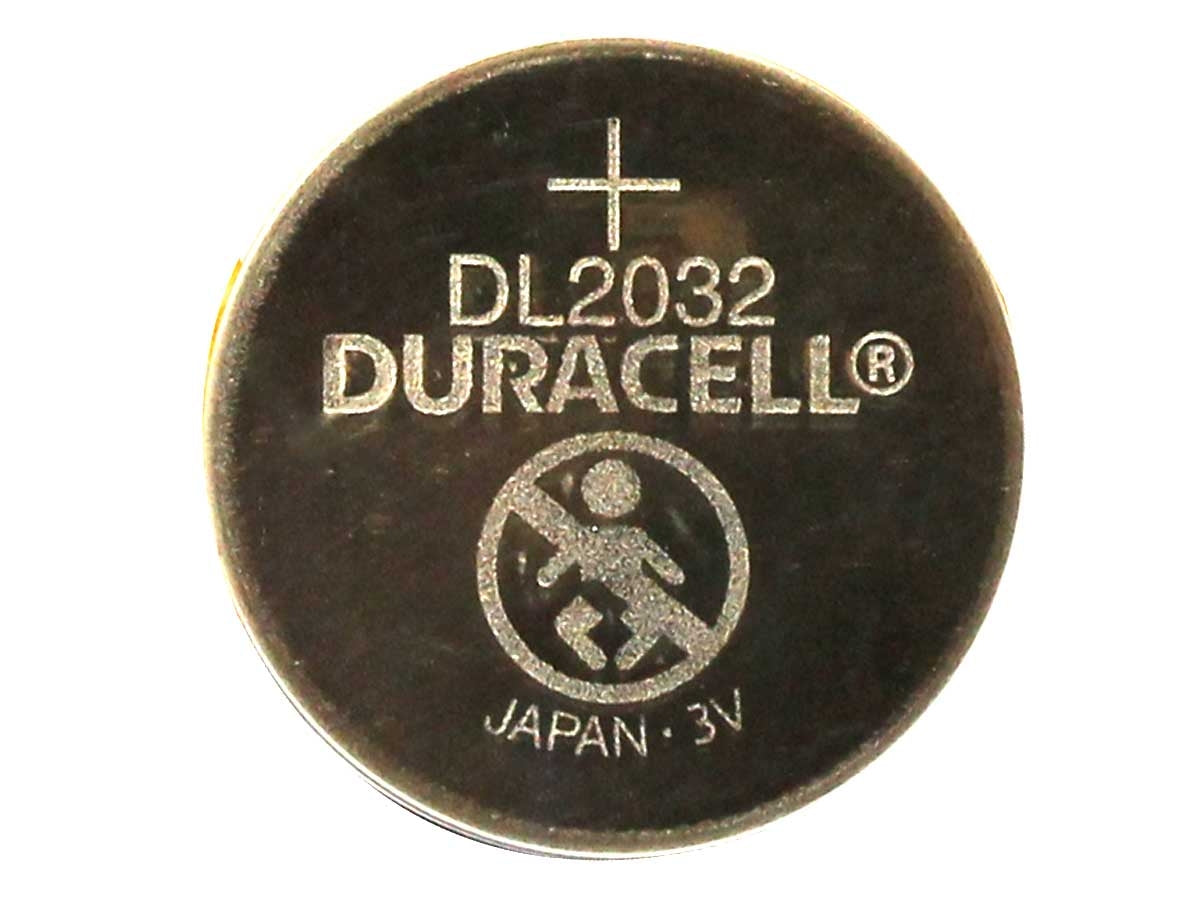 +
DL2032
DURACELL®
JAPAN · 3V